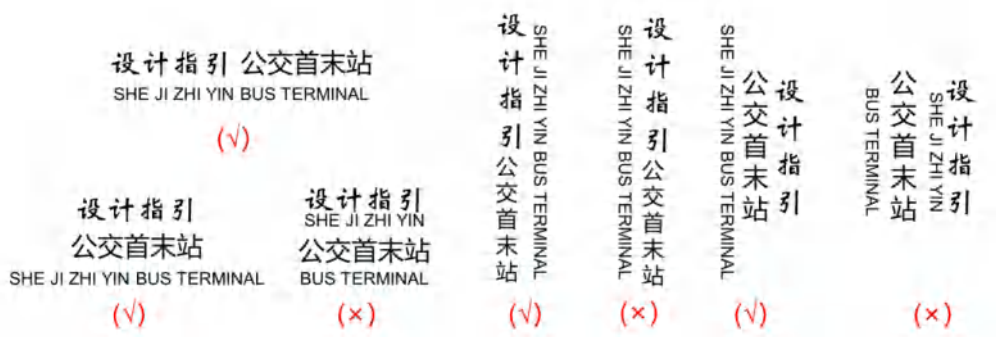 设计指引 公交首末站
SHE JI ZHI YIN BUS TERMINAL
(√)
设计指引
公交首末站
SHE JI ZHI YIN BUS TERMINAL
(√)
设计指引
SHE JI ZHI YIN
公交首末站
BUS TERMINAL
(×)
设计指引公交首末站
SHE JI ZHI YIN BUS TERMINAL
(√)
SHE JI ZHI YIN BUS TERMINAL
设计指引公交首末站
(×)
SHE JI ZHI YIN BUS TERMINAL
公交首末站
设计指引
(√)
BUS TERMINAL
公交首末站
SHE JI ZHI YIN
设计指引
(×)